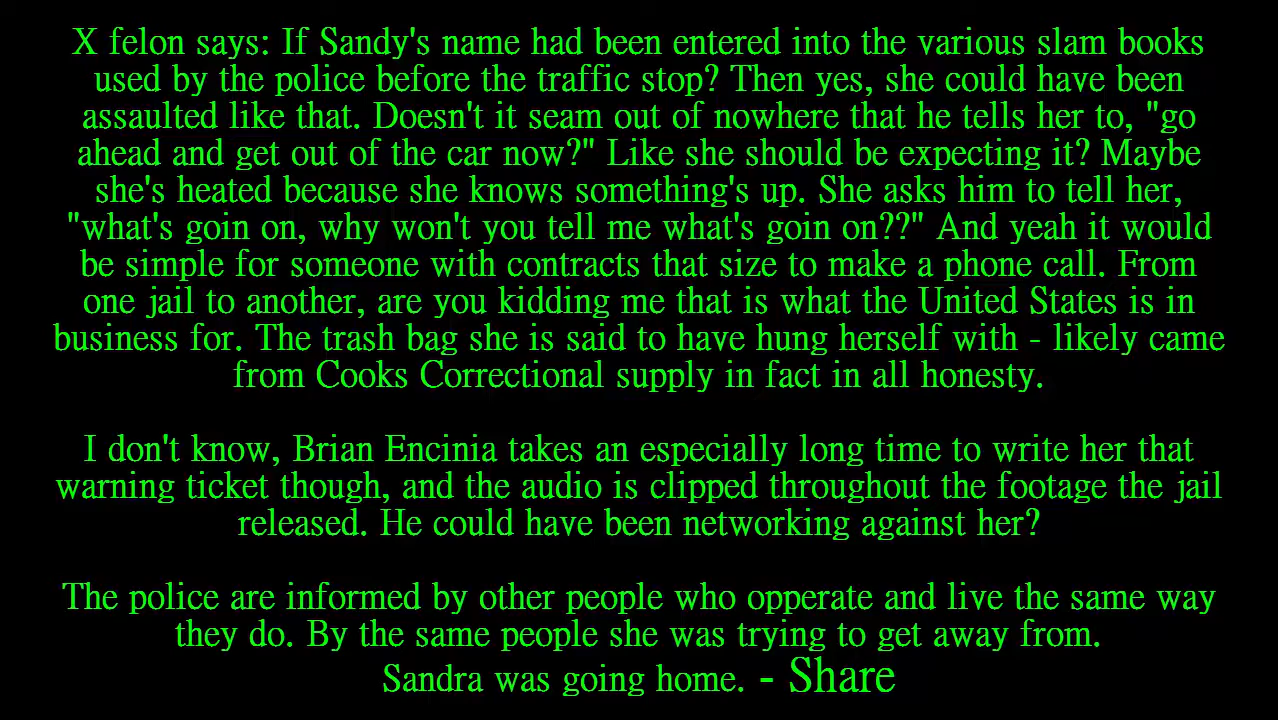 X felon says: If Sandy's name had been entered into the various slam books
used by the police before the traffic stop? Then yes, she could have been
assaulted like that. Doesn't it seam out of nowhere that he tells her to, "go
ahead and get out of the car now?" Like she should be expecting it? Maybe
she's heated because she knows something's up. She asks him to tell her,
"what's goin on, why won't you tell me what's goin on??" And yeah it would
be simple for someone with contracts that size to make a phone call. From
one jail to another, are you kidding me that is what the United States is in
business for. The trash bag she is said to have hung herself with - likely came
from Cooks Correctional supply in fact in all honesty.
I don't know, Brian Encinia takes an especially long time to write her that
warning ticket though, and the audio is clipped throughout the footage the jail
released. He could have been networking against her?
The police are informed by other people who opperate and live the same way
they do. By the same people she was trying to get away from.
Sandra was going home. - Share